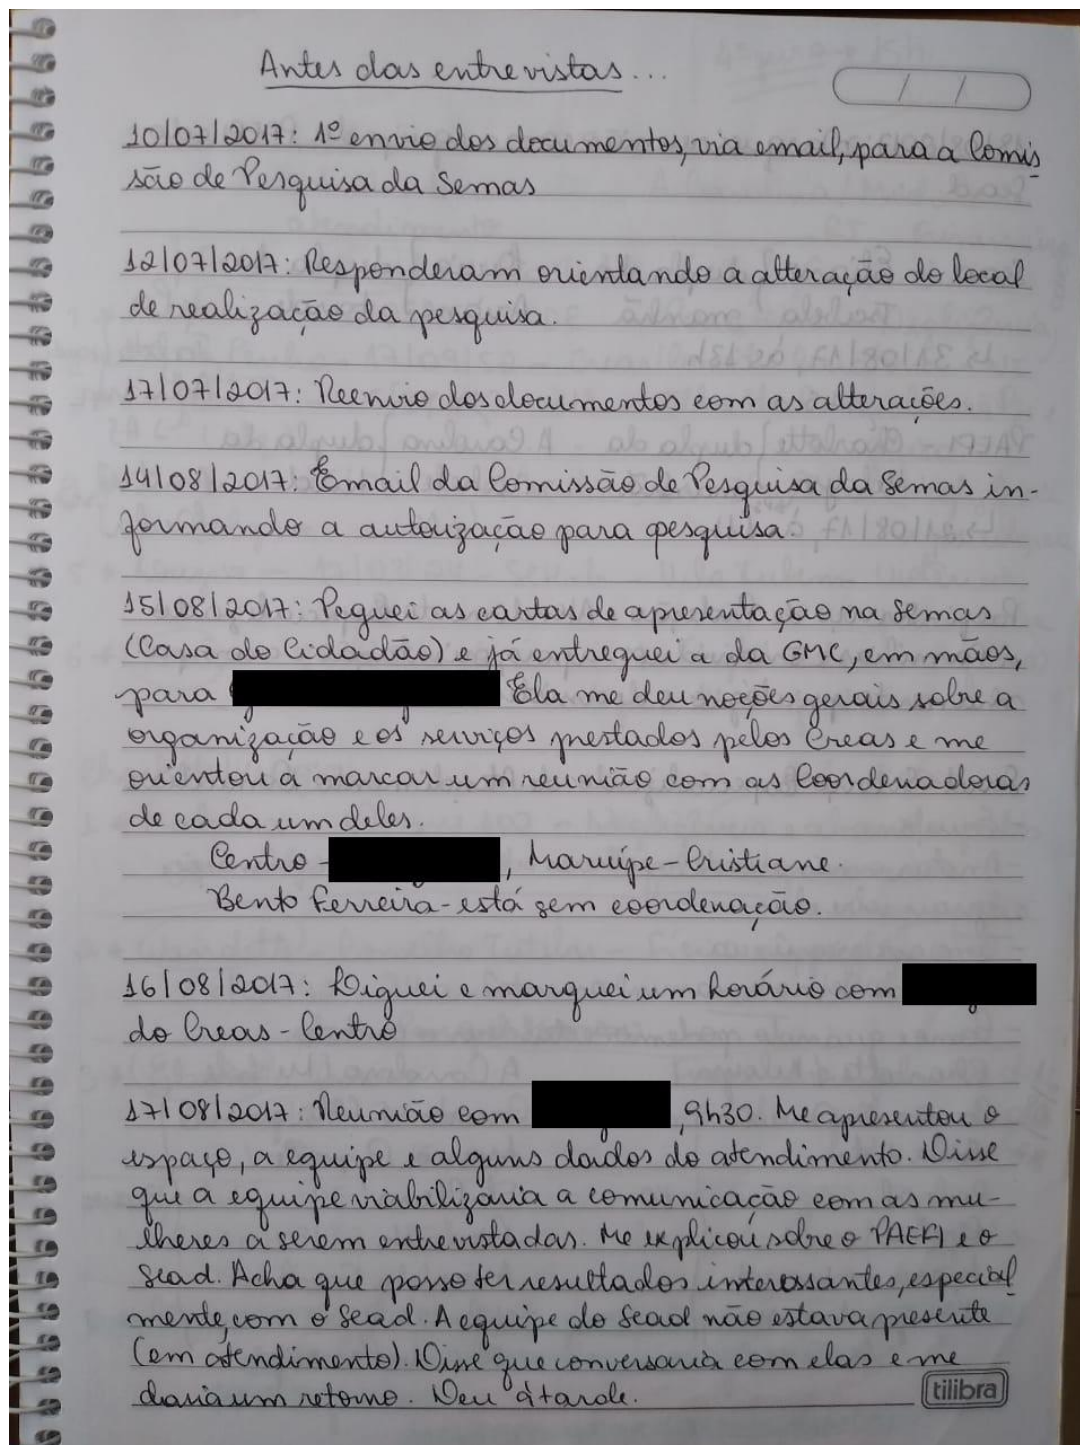 Antes das entrevistas...
/ /
10/07/2017: 1º envio dos documentos, via email, para a Comis
são de Pesquisa da Semas
12/07/2017: Responderam orientando a alteração do local
de realização da pesquisa.
17/07/2017: Reenvio dos documentos com as alterações.
14/08/2017: Email da Comissão de Pesquisa da Semas in-
formando a autorização para pesquisa.
15/08/2017: Peguei as cartas de apresentação na Semas
(Casa do Cidadão) e já entreguei a da GMC, em mãos,
para Ela me deu noções gerais sobre a
organização e os serviços prestados pelos Creas e me
orientou a marcar um reunião com as Coordenadoras
de cada um deles.
Centro - , Maruípe - Cristiane.
Bento Ferreira - está sem coordenação.
16/08/2017: Liguei e marquei um horário com
do Creas - Centro
17/08/2017: Reunião com , 9h30. Me apresentou o
espaço, a equipe e alguns dados do atendimento. Disse
que a equipe viabilizaria a comunicação com as mu-
lheres a serem entrevistadas. Me explicou sobre o PAEFI e o
Sead. Acha que posso ter resultados interessantes, especial
mente, com o Sead. A equipe do Sead não estava presente
(em atendimento). Disse que conversaria com elas e me
daria um retorno. Deu à tarde.
tilibra